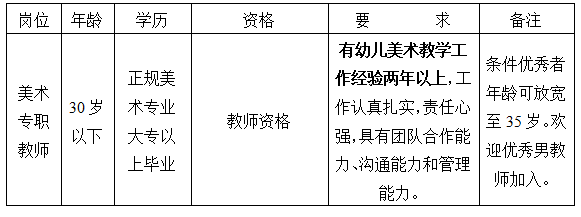 岗位 年龄 学历 资格 要 求 备注
美术专职教师
30岁以下
正规美术专业大专以上毕业
教师资格
有幼儿美术教学工作经验两年以上，工作认真扎实，责任心强，具有团队合作能力、沟通能力和管理能力。
条件优秀者年龄可放宽至 35岁。欢迎优秀男教师加入。